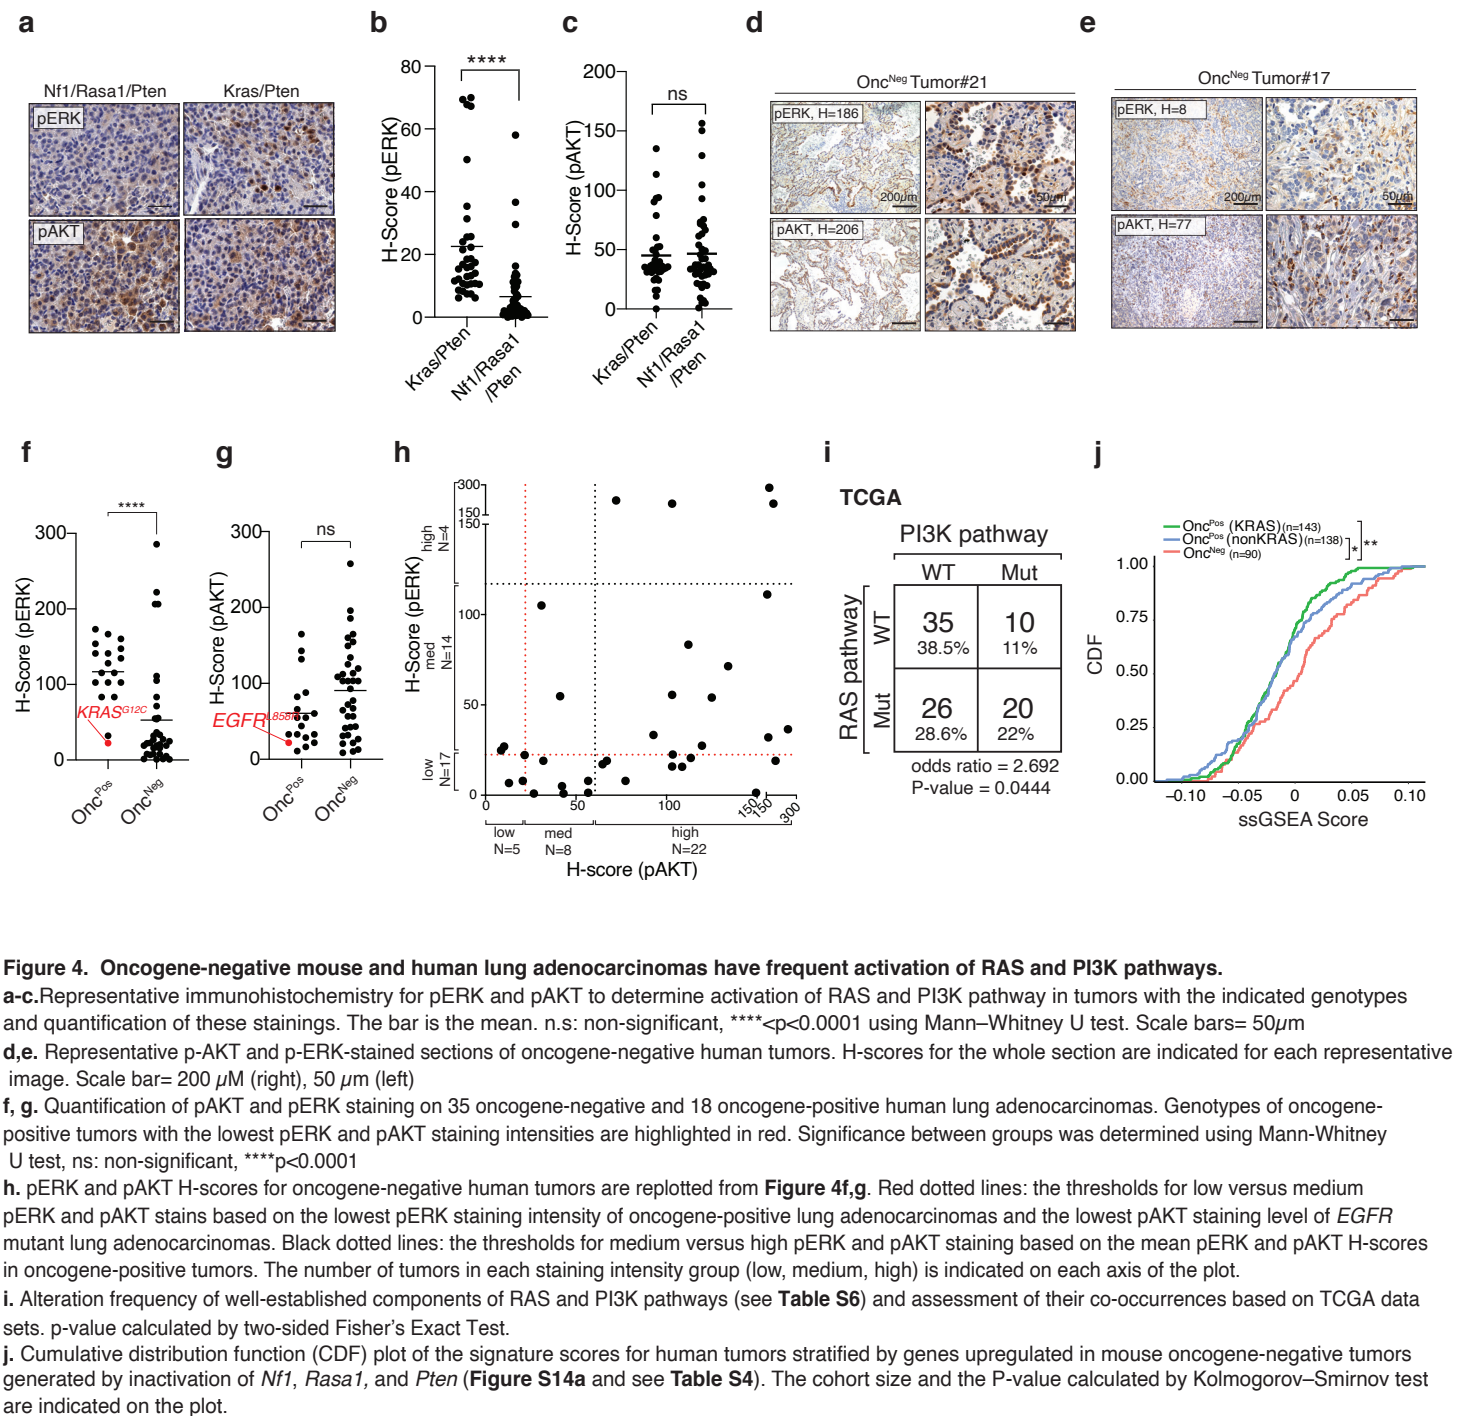 a
b
c
d
e
Nf1/Rasa1/Pten
Kras/Pten
pERK
pAKT
H-Score (pERK)
80
60
40
20
0
****
Kras/Pten
Nf1/Rasa1
/Pten
H-Score (pAKT)
200
150
100
50
0
ns
Kras/Pten
Nf1/Rasa1
/Pten
OncNeg Tumor#21
pERK, H=186
200µm
50µm
pAKT, H=206
OncNeg Tumor#17
pERK, H=8
200µm
50µm
pAKT, H=77
f
g
h
i
j
H-Score (pERK)
300
200
100
0
****
KRASG12C
OncPos
OncNeg
H-Score (pAKT)
300
200
100
0
ns
EGFRL858R
OncPos
OncNeg
H-Score (pERK)
high
N=4
med
N=14
low
N=17
300
150
150
100
50
0
0
50
100
150
150
300
low
N=5
med
N=8
high
N=22
H-score (pAKT)
TCGA
PI3K pathway
WT
Mut
RAS pathway
WT
Mut
35
38.5%
10
11%
26
28.6%
20
22%
odds ratio = 2.692
P-value = 0.0444
OncPos (KRAS) (n=143)
OncPos (nonKRAS) (n=138)
OncNeg (n=90)
*
**
CDF
1.00
0.75
0.50
0.25
0.00
−0.10
−0.05
0
0.05
0.10
ssGSEA Score
Figure 4. Oncogene-negative mouse and human lung adenocarcinomas have frequent activation of RAS and PI3K pathways.
a-c.Representative immunohistochemistry for pERK and pAKT to determine activation of RAS and PI3K pathway in tumors with the indicated genotypes
and quantification of these stainings. The bar is the mean. n.s: non-significant, ****<p<0.0001 using Mann–Whitney U test. Scale bars= 50µm
d,e. Representative p-AKT and p-ERK-stained sections of oncogene-negative human tumors. H-scores for the whole section are indicated for each representative
image. Scale bar= 200 µM (right), 50 µm (left)
f, g. Quantification of pAKT and pERK staining on 35 oncogene-negative and 18 oncogene-positive human lung adenocarcinomas. Genotypes of oncogene-
positive tumors with the lowest pERK and pAKT staining intensities are highlighted in red. Significance between groups was determined using Mann-Whitney
U test, ns: non-significant, ****p<0.0001
h. pERK and pAKT H-scores for oncogene-negative human tumors are replotted from Figure 4f,g. Red dotted lines: the thresholds for low versus medium
pERK and pAKT stains based on the lowest pERK staining intensity of oncogene-positive lung adenocarcinomas and the lowest pAKT staining level of EGFR
mutant lung adenocarcinomas. Black dotted lines: the thresholds for medium versus high pERK and pAKT staining based on the mean pERK and pAKT H-scores
in oncogene-positive tumors. The number of tumors in each staining intensity group (low, medium, high) is indicated on each axis of the plot.
i. Alteration frequency of well-established components of RAS and PI3K pathways (see Table S6) and assessment of their co-occurrences based on TCGA data
sets. p-value calculated by two-sided Fisher's Exact Test.
j. Cumulative distribution function (CDF) plot of the signature scores for human tumors stratified by genes upregulated in mouse oncogene-negative tumors
generated by inactivation of Nf1, Rasa1, and Pten (Figure S14a and see Table S4). The cohort size and the P-value calculated by Kolmogorov–Smirnov test
are indicated on the plot.